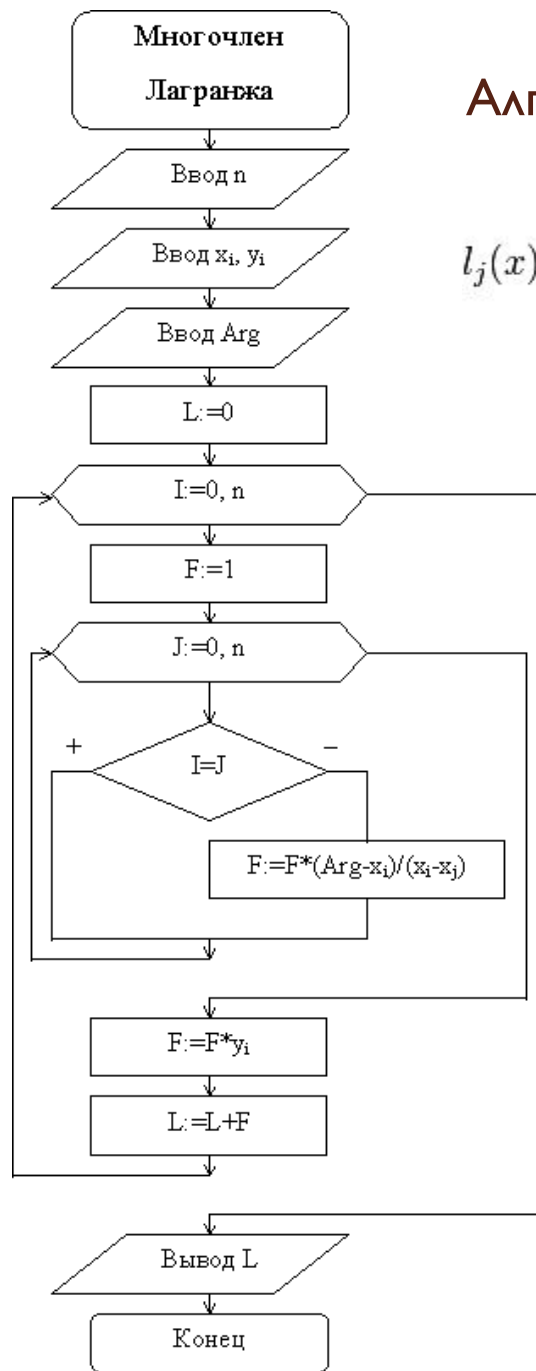 Многочлен
Лагранжа
Ал
Ввод n
Ввод xᵢ, yᵢ
lⱼ(x)
Ввод Arg
L:=0
I:=0, n
F:=1
J:=0, n
+
−
I=J
F:=F*(Arg-xᵢ)/(xᵢ-xⱼ)
F:=F*yᵢ
L:=L+F
Вывод L
Конец